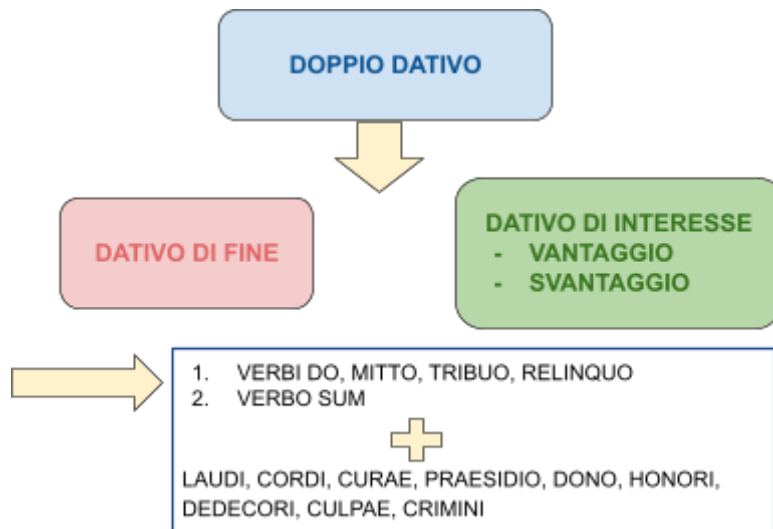 DOPPIO DATIVO
DATIVO DI FINE
DATIVO DI INTERESSE
- VANTAGGIO
- SVANTAGGIO
1. VERBI DO, MITTO, TRIBUO, RELINQUO
2. VERBO SUM
LAUDI, CORDI, CURAE, PRAESIDIO, DONO, HONORI,
DEDECORI, CULPAE, CRIMINI